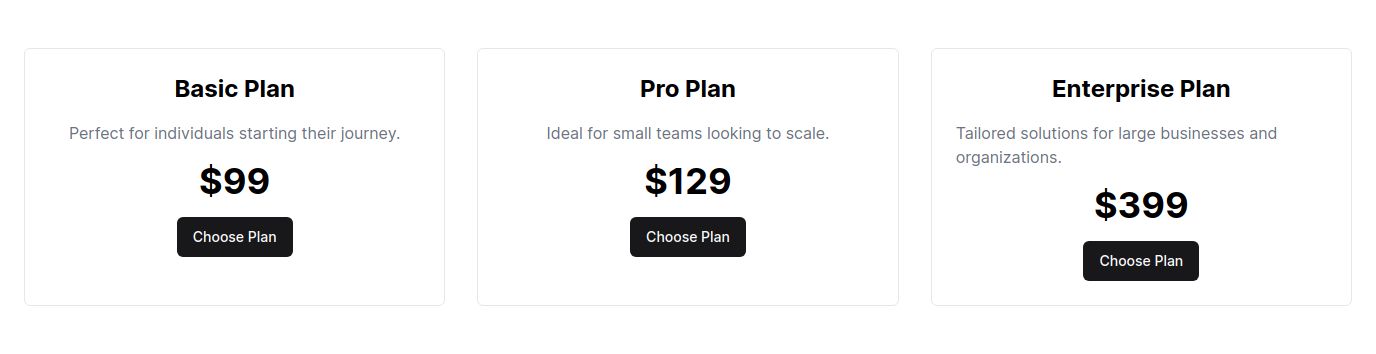 Basic Plan
Perfect for individuals starting their journey.
$99
Choose Plan
Pro Plan
Ideal for small teams looking to scale.
$129
Choose Plan
Enterprise Plan
Tailored solutions for large businesses and
organizations.
$399
Choose Plan